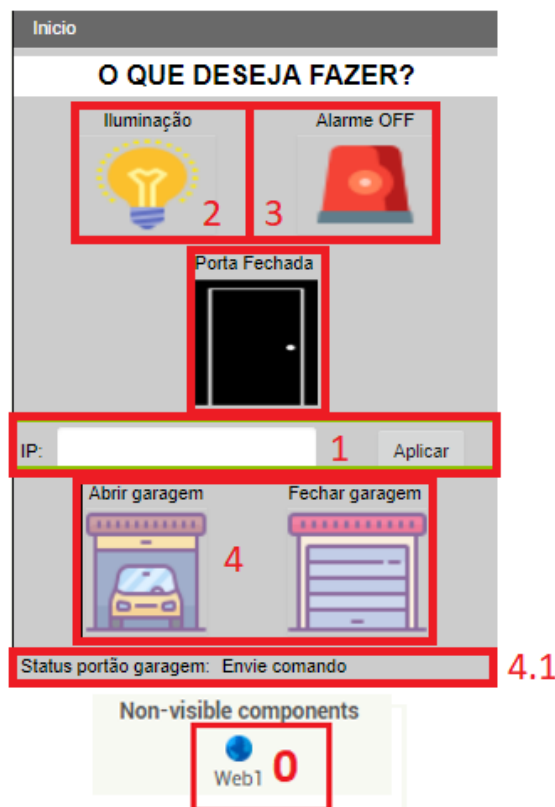 Inicio
O QUE DESEJA FAZER?
Iluminação Alarme OFF
2 3
Porta Fechada
IP: 1 Aplicar
Abrir garagem Fechar garagem
4
Status portão garagem: Envie comando 4.1
Non-visible components
Web1 0